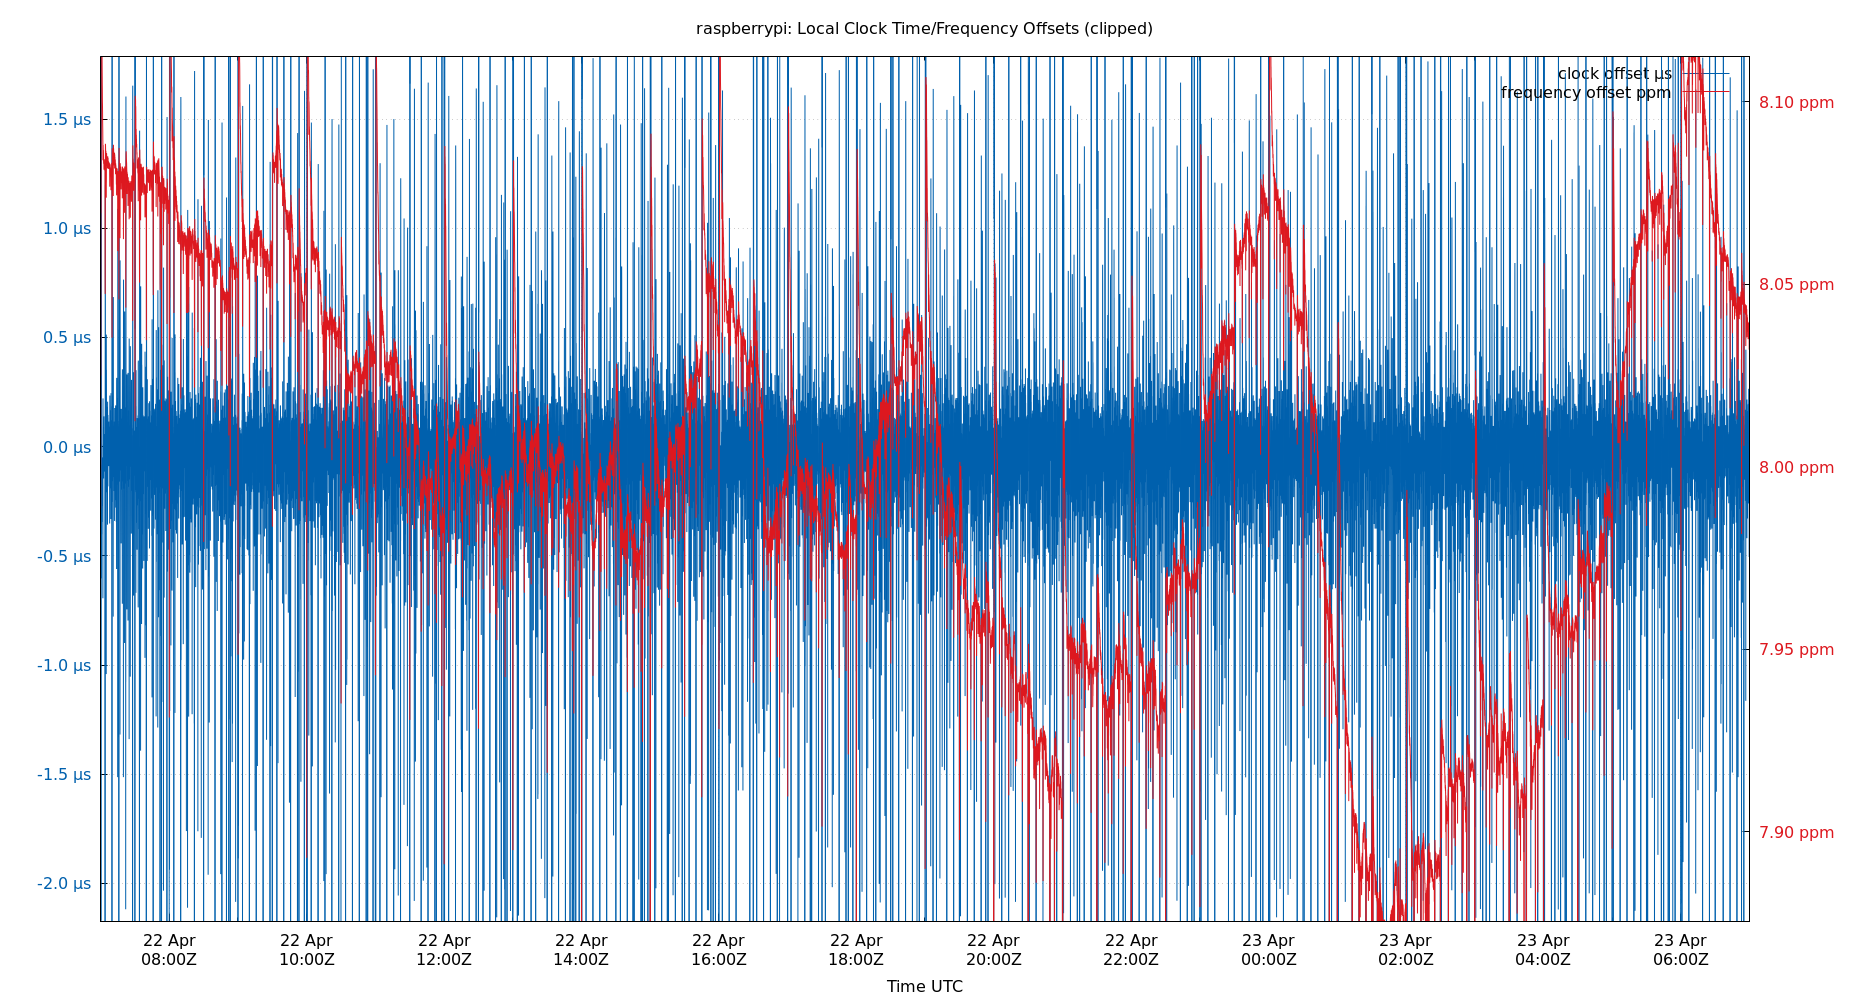 raspberrypi: Local Clock Time/Frequency Offsets (clipped)
clock offset µs
frequency offset ppm
1.5 µs
1.0 µs
0.5 µs
0.0 µs
-0.5 µs
-1.0 µs
-1.5 µs
-2.0 µs
8.10 ppm
8.05 ppm
8.00 ppm
7.95 ppm
7.90 ppm
22 Apr 22 Apr 22 Apr 22 Apr 22 Apr 22 Apr 22 Apr 22 Apr 23 Apr 23 Apr 23 Apr 23 Apr
08:00Z 10:00Z 12:00Z 14:00Z 16:00Z 18:00Z 20:00Z 22:00Z 00:00Z 02:00Z 04:00Z 06:00Z
Time UTC